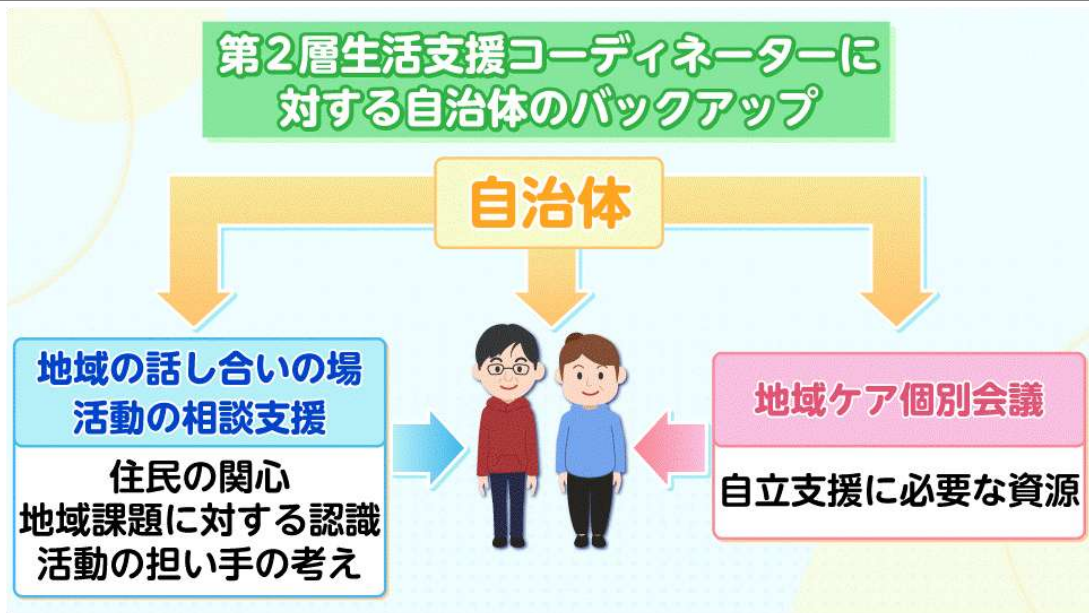 第2層生活支援コーディネーターに
対する自治体のバックアップ
自治体
地域の話し合いの場
活動の相談支援
住民の関心
地域課題に対する認識
活動の担い手の考え
地域ケア個別会議
自立支援に必要な資源